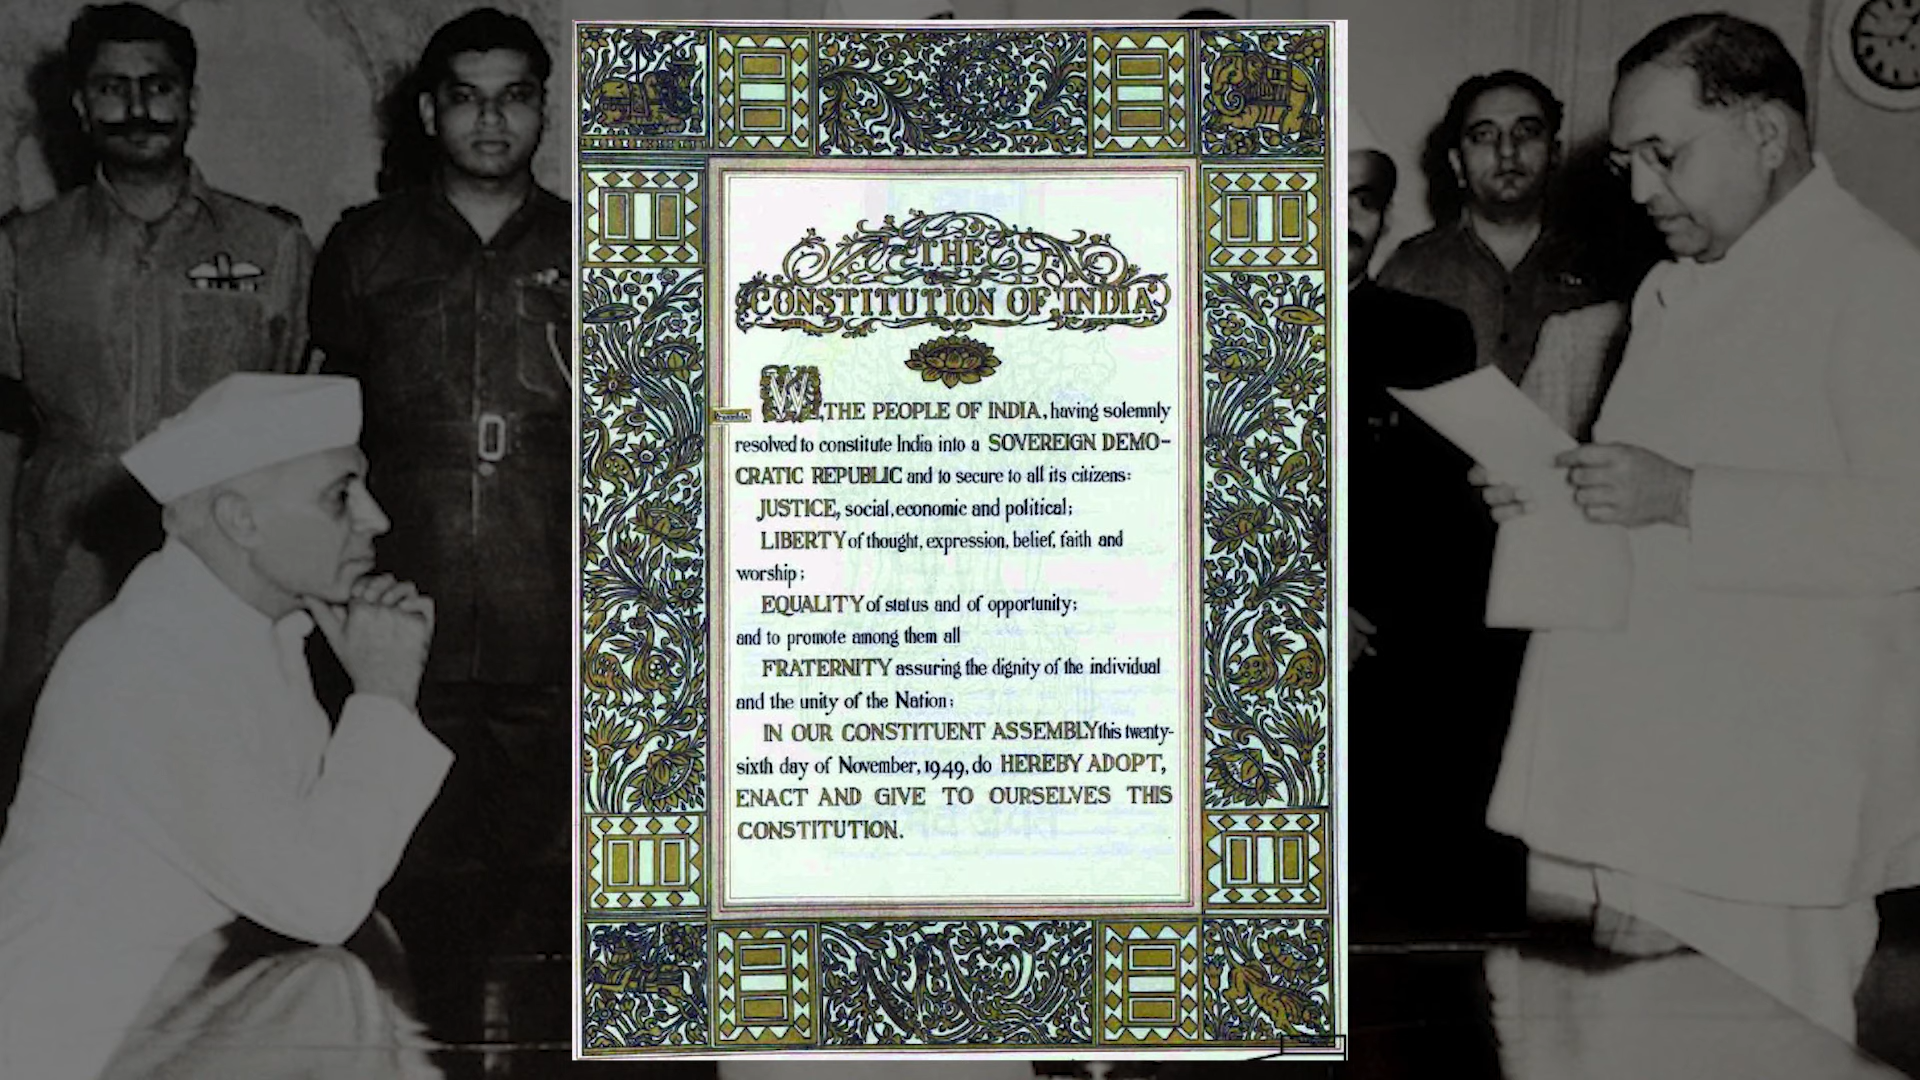 THE
CONSTITUTION OF INDIA
WE, THE PEOPLE OF INDIA, having solemnly
resolved to constitute India into a SOVEREIGN DEMO-
CRATIC REPUBLIC and to secure to all its citizens:
JUSTICE, social, economic and political;
LIBERTY of thought, expression, belief, faith and
worship;
EQUALITY of status and of opportunity;
and to promote among them all
FRATERNITY assuring the dignity of the individual
and the unity of the Nation;
IN OUR CONSTITUENT ASSEMBLY this twenty-
sixth day of November, 1949, do HEREBY ADOPT,
ENACT AND GIVE TO OURSELVES THIS
CONSTITUTION.